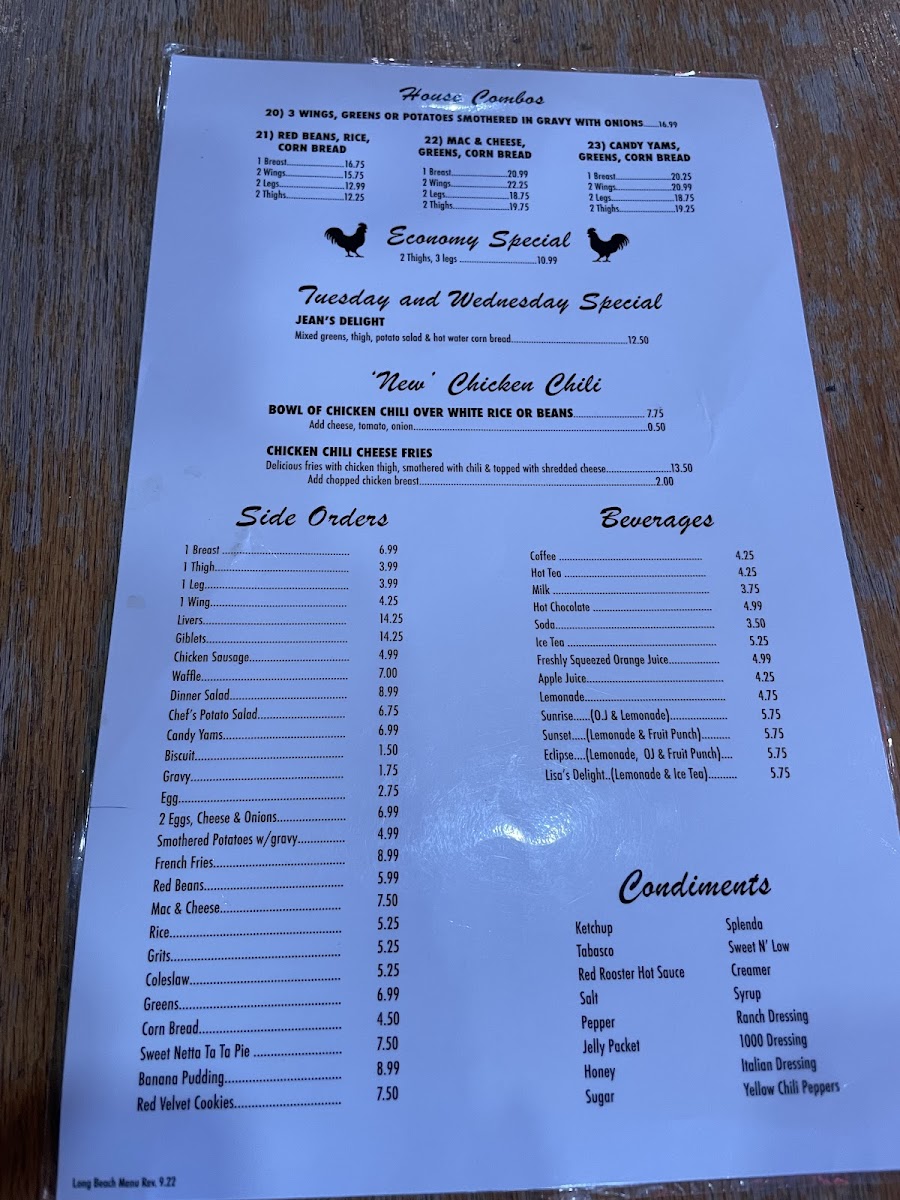 House Combos
20) 3 WINGS, GREENS OR POTATOES SMOTHERED IN GRAVY WITH ONIONS......16.99
21) RED BEANS, RICE,
CORN BREAD
1 Breast..............................16.75
2 Wings..............................15.75
2 Legs................................12.99
2 Thighs..............................12.25
22) MAC & CHEESE,
GREENS, CORN BREAD
1 Breast..............................20.99
2 Wings..............................22.25
2 Legs................................18.75
2 Thighs..............................19.75
23) CANDY YAMS,
GREENS, CORN BREAD
1 Breast..............................20.25
2 Wings..............................20.99
2 Legs................................18.75
2 Thighs..............................19.25
Economy Special
2 Thighs, 3 legs ..............................10.99
Tuesday and Wednesday Special
JEAN'S DELIGHT
Mixed greens, thigh, potato salad & hot water corn bread..............................12.50
'New' Chicken Chili
BOWL OF CHICKEN CHILI OVER WHITE RICE OR BEANS.......................... 7.75
Add cheese, tomato, onion..............................0.50
CHICKEN CHILI CHEESE FRIES
Delicious fries with chicken thigh, smothered with chili & topped with shredded cheese.......................13.50
Add chopped chicken breast..............................2.00
Side Orders
1 Breast .............................. 6.99
1 Thigh.............................. 3.99
1 Leg.............................. 3.99
1 Wing.............................. 4.25
Livers.............................. 14.25
Giblets.............................. 14.25
Chicken Sausage.............................. 4.99
Waffle.............................. 7.00
Dinner Salad.............................. 8.99
Chef's Potato Salad.......................... 6.75
Candy Yams.............................. 6.99
Biscuit.............................. 1.50
Gravy.............................. 1.75
Egg.............................. 2.75
2 Eggs, Cheese & Onions.................... 6.99
Smothered Potatoes w/gravy.............. 4.99
French Fries.............................. 8.99
Red Beans.............................. 5.99
Mac & Cheese.............................. 7.50
Rice.............................. 5.25
Grits.............................. 5.25
Coleslaw.............................. 5.25
Greens.............................. 6.99
Corn Bread.............................. 4.50
Sweet Netta Ta Ta Pie ........................ 7.50
Banana Pudding.............................. 8.99
Red Velvet Cookies.............................. 7.50
Beverages
Coffee .............................. 4.25
Hot Tea .............................. 4.25
Milk .............................. 3.75
Hot Chocolate .............................. 4.99
Soda.............................. 3.50
Ice Tea .............................. 5.25
Freshly Squeezed Orange Juice................ 4.99
Apple Juice.............................. 4.25
Lemonade.............................. 4.75
Sunrise......(OJ & Lemonade)................... 5.75
Sunset.....(Lemonade & Fruit Punch).......... 5.75
Eclipse....(Lemonade, OJ & Fruit Punch).... 5.75
Lisa's Delight..(Lemonade & Ice Tea)......... 5.75
Condiments
Ketchup
Tabasco
Red Rooster Hot Sauce
Salt
Pepper
Jelly Packet
Honey
Sugar
Splenda
Sweet N' Low
Creamer
Syrup
Ranch Dressing
1000 Dressing
Italian Dressing
Yellow Chili Peppers
Long Beach Menu Rev. 9.22